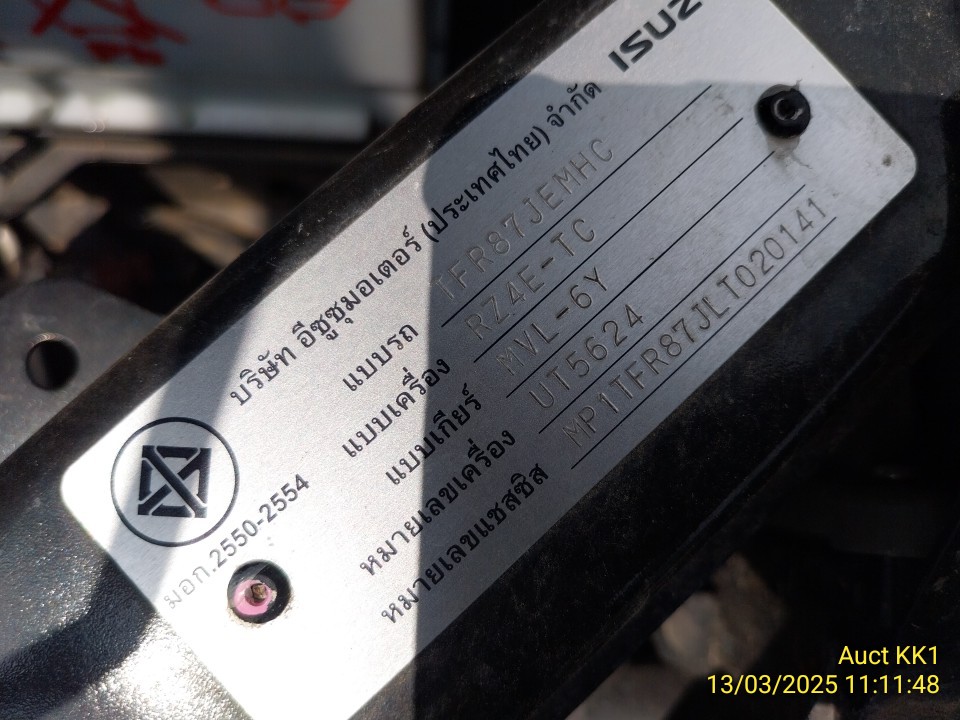 ISUZ
บริษัท อีซูซุมอเตอร์ (ประเทศไทย) จำกัด
แบบรถ TFR87JEMHC
แบบเครื่อง RZ4E-TC
แบบเกียร์ MVL-6Y
หมายเลขเครื่อง UT5624
หมายเลขแชสซิส MP1TFR87JLT020141
มอก.2550-2554
Auct KK1
13/03/2025 11:11:48